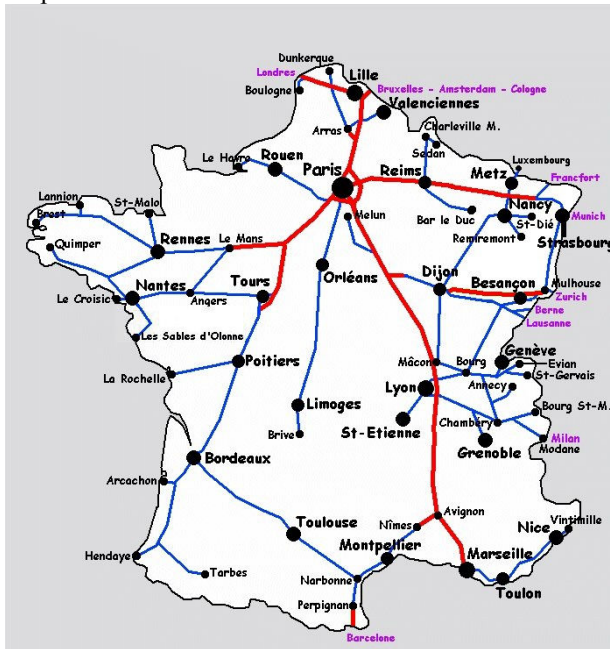 Dunkerque
Londres
Lille
Boulogne
Bruxelles - Amsterdam - Cologne
Valenciennes
Arras
Charleville M.
Le Havre
Rouen
Sedan
Paris
Reims
Metz
Luxembourg
Francfort
Lannion
St-Malo
Nancy
Brest
Melun
Bar le Duc
St-Dié
Munich
Remiremont
Strasbourg
Quimper
Rennes
Le Mans
Orléans
Dijon
Besançon
Mulhouse
Nantes
Tours
Zurich
Le Croisic
Angers
Berne
Lausanne
Les Sables d'Olonne
Genève
Poitiers
Mâcon
Bourg
Evian
La Rochelle
St-Gervais
Lyon
Annecy
Limoges
Bourg St-M.
St-Etienne
Chambéry
Brive
Milan
Grenoble
Modane
Bordeaux
Arcachon
Avignon
Toulouse
Nîmes
Nice
Vintimille
Hendaye
Montpellier
Marseille
Tarbes
Narbonne
Toulon
Perpignan
Barcelone